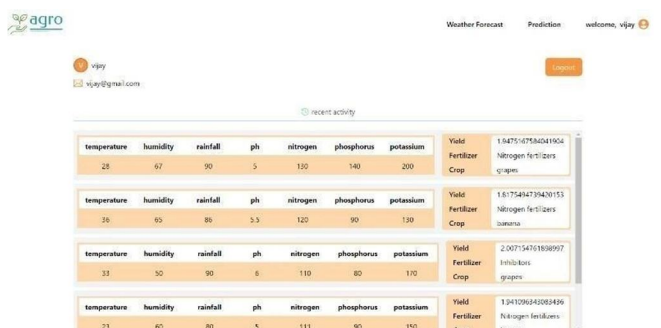 agro
Weather Forecast Prediction welcome, vijay
V vijay
vijay@gmail.com
Logout
recent activity
temperature humidity rainfall ph nitrogen phosphorus potassium
28 67 90 5 130 140 200
Yield 1.9475167584041904
Fertilizer Nitrogen fertilizers
Crop grapes
temperature humidity rainfall ph nitrogen phosphorus potassium
36 65 86 5.5 120 90 130
Yield 1.8175494739420153
Fertilizer Nitrogen fertilizers
Crop banana
temperature humidity rainfall ph nitrogen phosphorus potassium
33 50 90 6 110 80 170
Yield 2.007154761898997
Fertilizer Inhibitors
Crop grapes
temperature humidity rainfall ph nitrogen phosphorus potassium
23 60 80 5 111 90 150
Yield 1.941096343083436
Fertilizer Nitrogen fertilizers